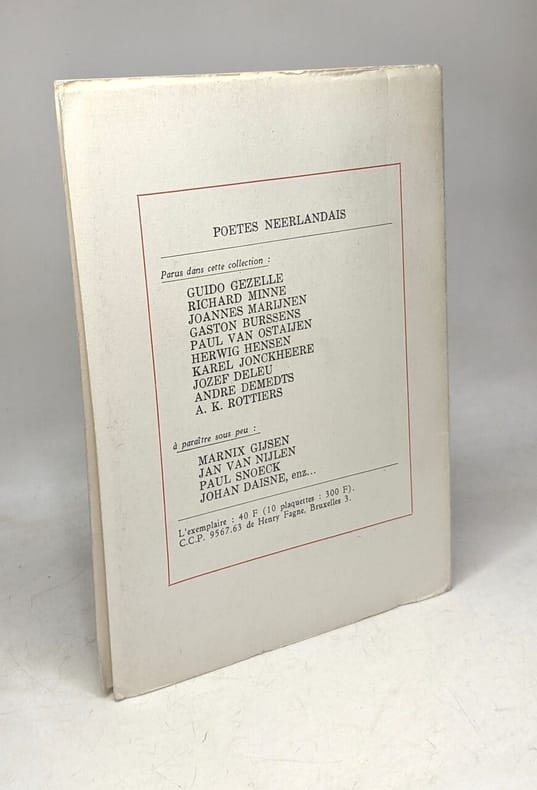 POETES NEERLANDAIS
Parus dans cette collection :
GUIDO GEZELLE
RICHARD MINNE
JOANNES MARIJNEN
GASTON BURSSENS
PAUL VAN OSTAIJEN
HERWIG HENSEN
KAREL JONCKHEERE
JOZEF DELEU
ANDRE DEMEDTS
A. K. ROTTIERS
à paraître sous peu :
MARNIX GIJSEN
JAN VAN NIJLEN
PAUL SNOECK
JOHAN DAISNE, enz...
L'exemplaire : 40 F (10 plaquettes : 300 F).
C.C.P. 9567.63 de Henry Fagne, Bruxelles 3.